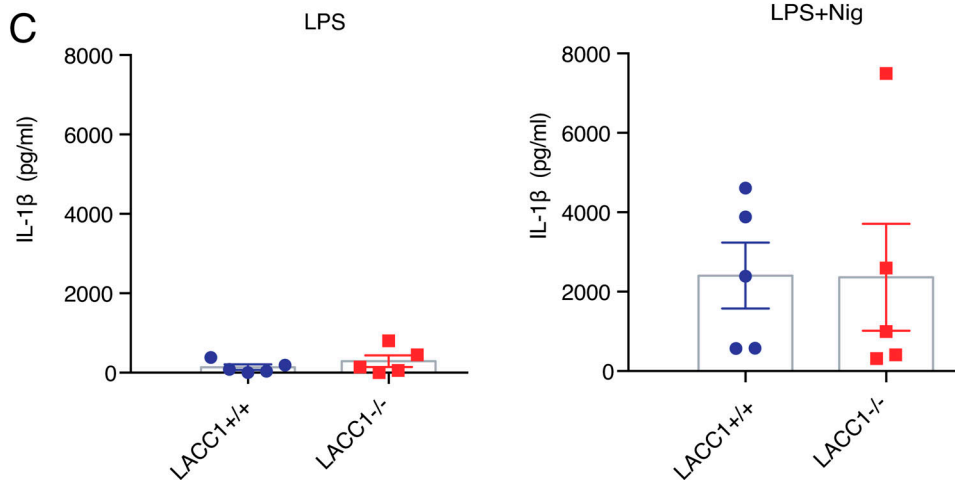 C
LPS
IL-1β (pg/ml)
8000
6000
4000
2000
0
LACC1+/+
LACC1-/-
LPS+Nig
IL-1β (pg/ml)
8000
6000
4000
2000
0
LACC1+/+
LACC1-/-